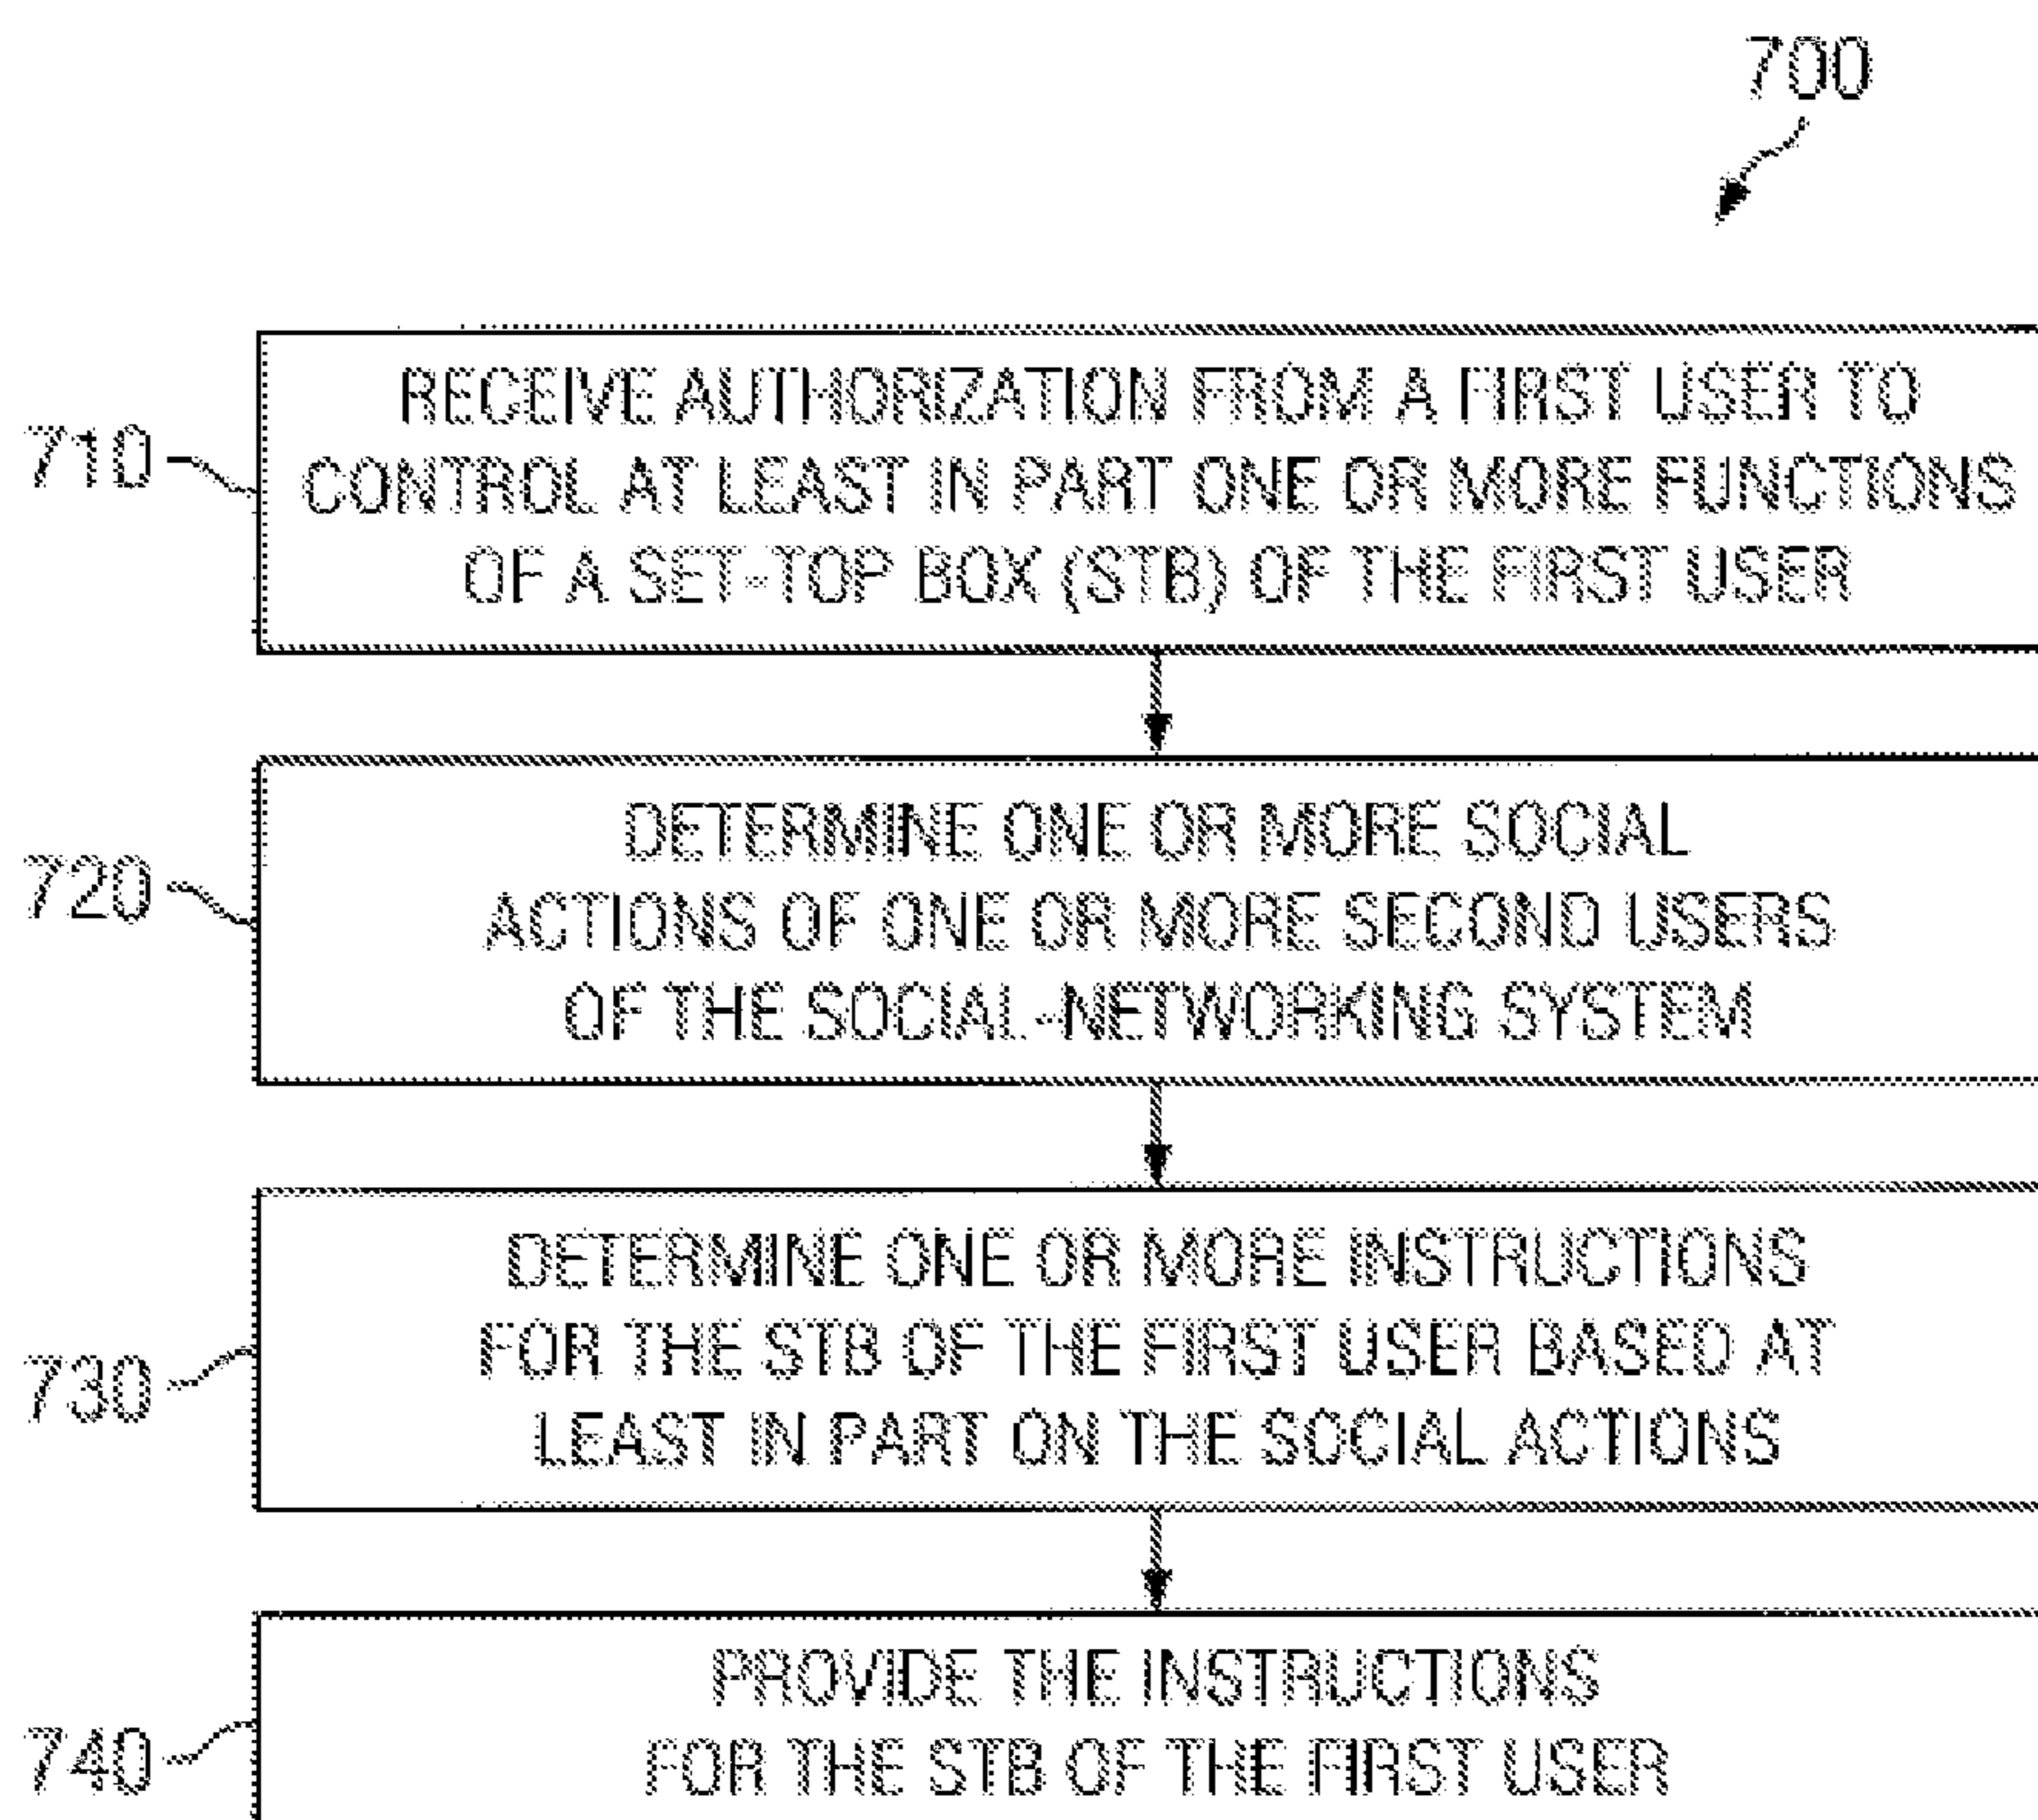 700
710
RECEIVE AUTHORIZATION FROM A FIRST USER TO
CONTROL AT LEAST IN PART ONE OR MORE FUNCTIONS
OF A SET-TOP BOX (STB) OF THE FIRST USER
720
DETERMINE ONE OR MORE SOCIAL
ACTIONS OF ONE OR MORE SECOND USERS
OF THE SOCIAL-NETWORKING SYSTEM
730
DETERMINE ONE OR MORE INSTRUCTIONS
FOR THE STB OF THE FIRST USER BASED AT
LEAST IN PART ON THE SOCIAL ACTIONS
740
PROVIDE THE INSTRUCTIONS
FOR THE STB OF THE FIRST USER